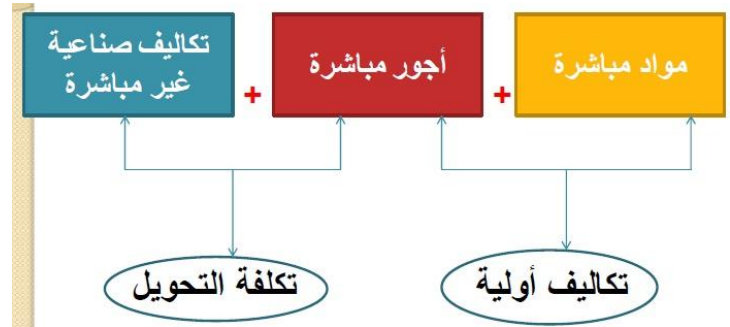 مواد مباشرة
+
أجور مباشرة
+
تكاليف صناعية
غير مباشرة
تكاليف أولية
تكلفة التحويل